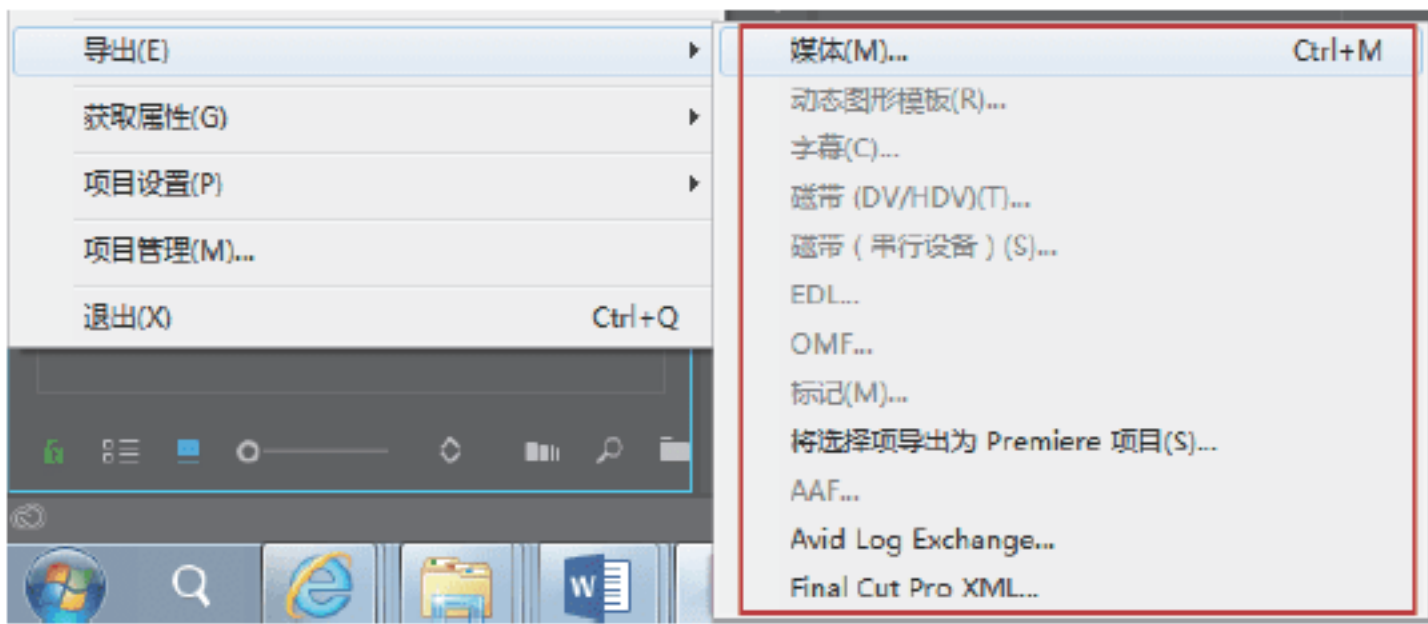 导出(E)
获取属性(G)
项目设置(P)
项目管理(M)...
退出(X) Ctrl+Q
媒体(M)... Ctrl+M
动态图形模板(R)...
字幕(C)...
磁带 (DV/HDV)(T)...
磁带（串行设备）(S)...
EDL...
OMF...
标记(M)...
将选择项导出为 Premiere 项目(S)...
AAF...
Avid Log Exchange...
Final Cut Pro XML...
W